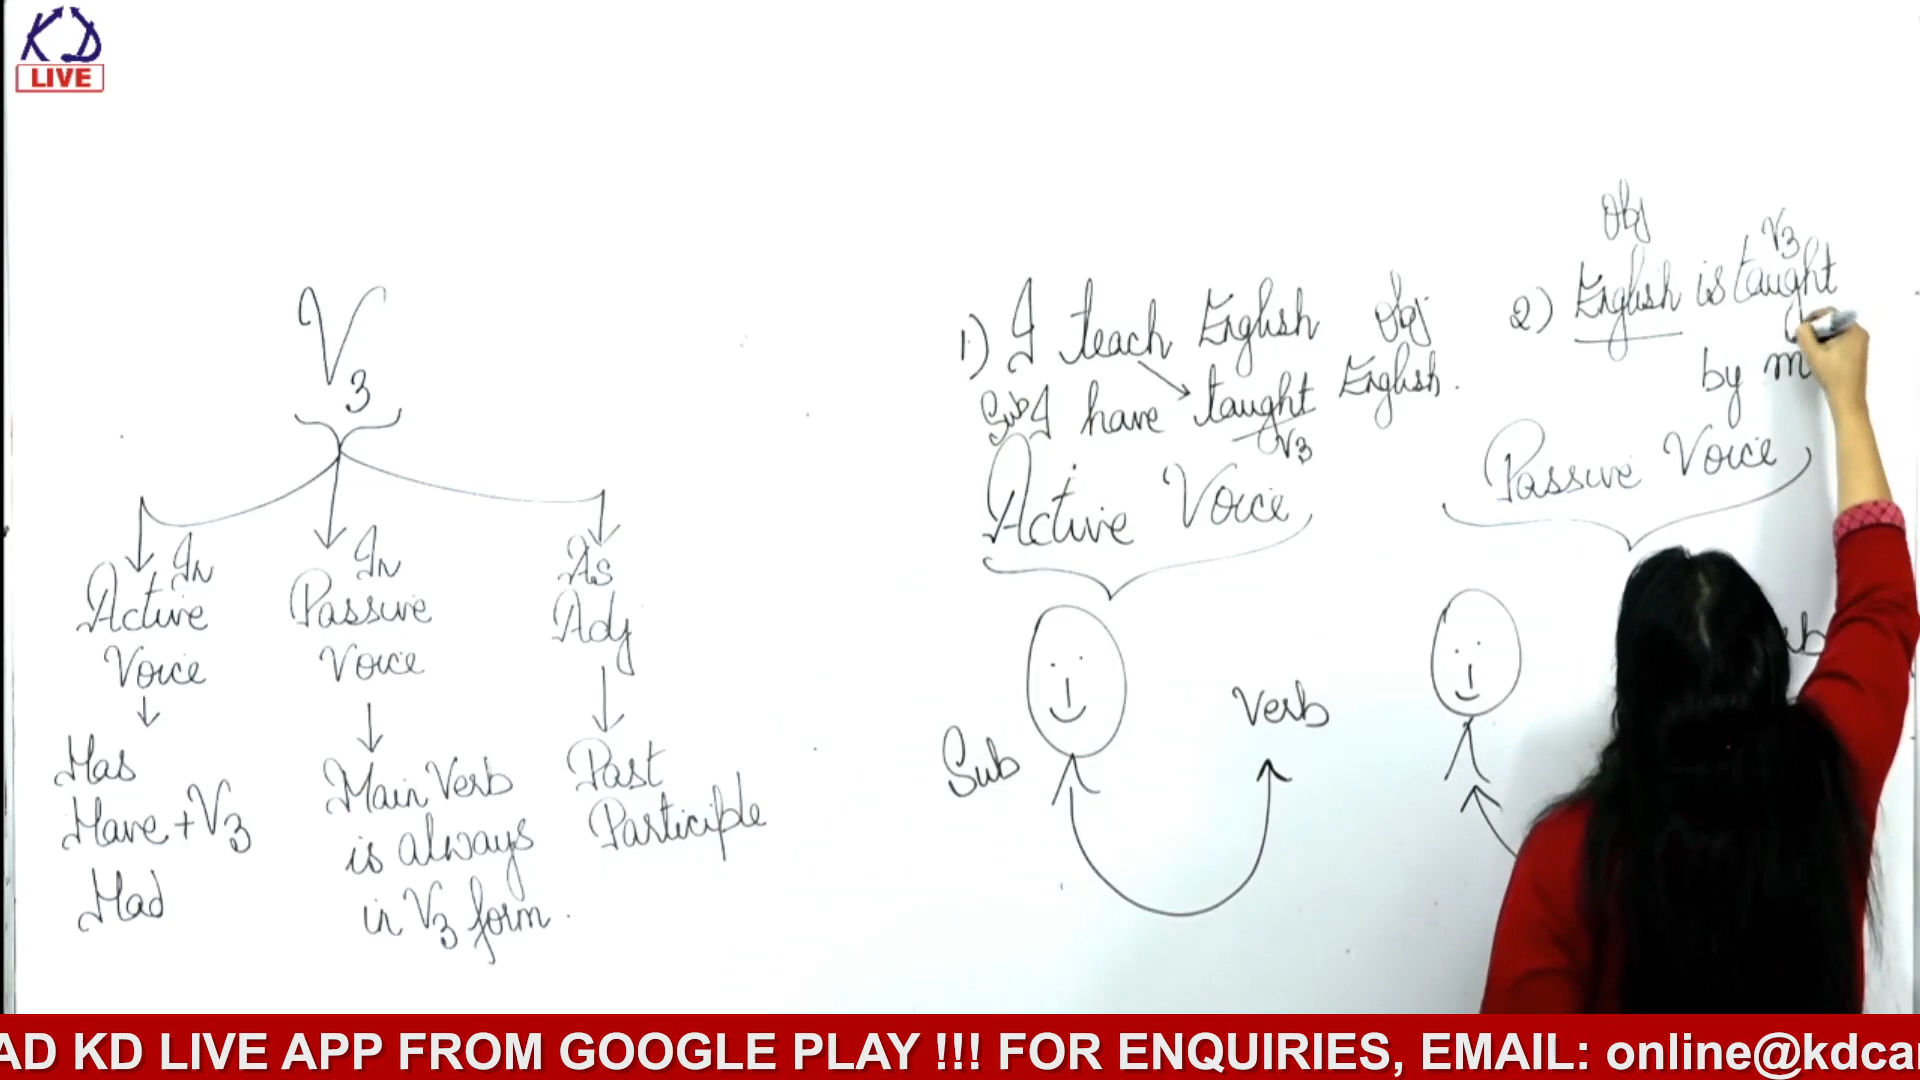 KD
LIVE
V3
In
Active
Voice
Has
Have + V3
Had
In
Passive
Voice
Main Verb
is always
in V3 form.
As
Adj
Past
Participle
1) I teach English
Obj
Sub I have taught English.
V3
Active Voice
Sub
Verb
Obj
V3
2) English is taught
by m
Passive Voice
AD KD LIVE APP FROM GOOGLE PLAY !!! FOR ENQUIRIES, EMAIL: online@kdca